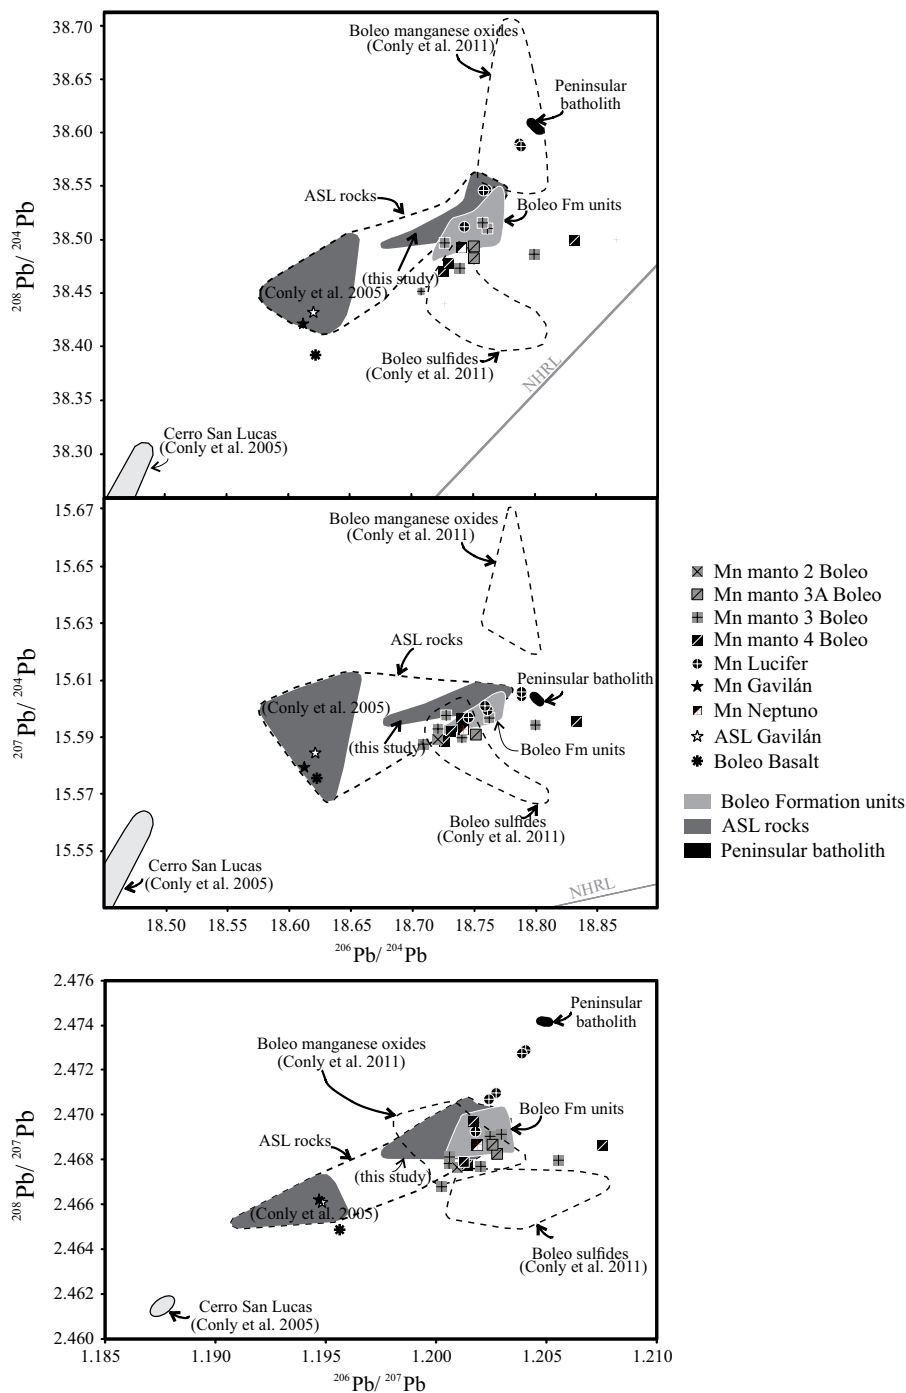 38.70
38.65
38.60
38.55
38.50
38.45
38.40
38.35
38.30
208Pb/ 204Pb
Boleo manganese oxides
(Conly et al. 2011)
Peninsular
batholith
ASL rocks
Boleo Fm units
(this study)
(Conly et al. 2005)
Boleo sulfides
(Conly et al. 2011)
NHRL
Cerro San Lucas
(Conly et al. 2005)
15.67
15.65
15.63
15.61
15.59
15.57
15.55
207Pb/ 204Pb
Boleo manganese oxides
(Conly et al. 2011)
ASL rocks
Peninsular batholith
(Conly et al. 2005)
(this study)
Boleo Fm units
Boleo sulfides
(Conly et al. 2011)
Cerro San Lucas
(Conly et al. 2005)
NHRL
18.50
18.55
18.60
18.65
18.70
18.75
18.80
18.85
206Pb/ 204Pb
Mn manto 2 Boleo
Mn manto 3A Boleo
Mn manto 3 Boleo
Mn manto 4 Boleo
Mn Lucifer
Mn Gavilán
Mn Neptuno
ASL Gavilán
Boleo Basalt
Boleo Formation units
ASL rocks
Peninsular batholith
2.476
2.474
2.472
2.470
2.468
2.466
2.464
2.462
2.460
208Pb/ 207Pb
Peninsular
batholith
Boleo manganese oxides
(Conly et al. 2011)
Boleo Fm units
ASL rocks
(this study)
(Conly et al. 2005)
Boleo sulfides
(Conly et al. 2011)
Cerro San Lucas
(Conly et al. 2005)
1.185
1.190
1.195
1.200
1.205
1.210
206Pb/ 207Pb